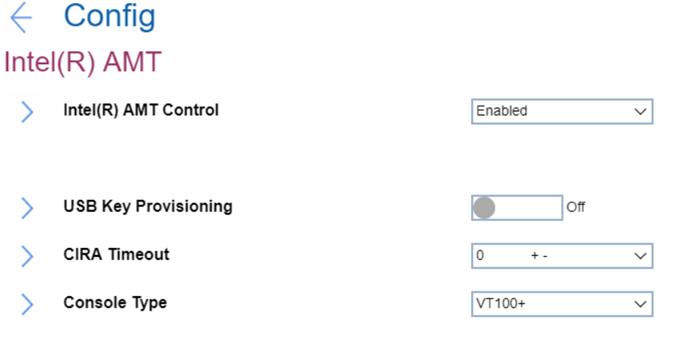 Config
Intel(R) AMT
Intel(R) AMT Control Enabled
USB Key Provisioning Off
CIRA Timeout 0 + -
Console Type VT100+